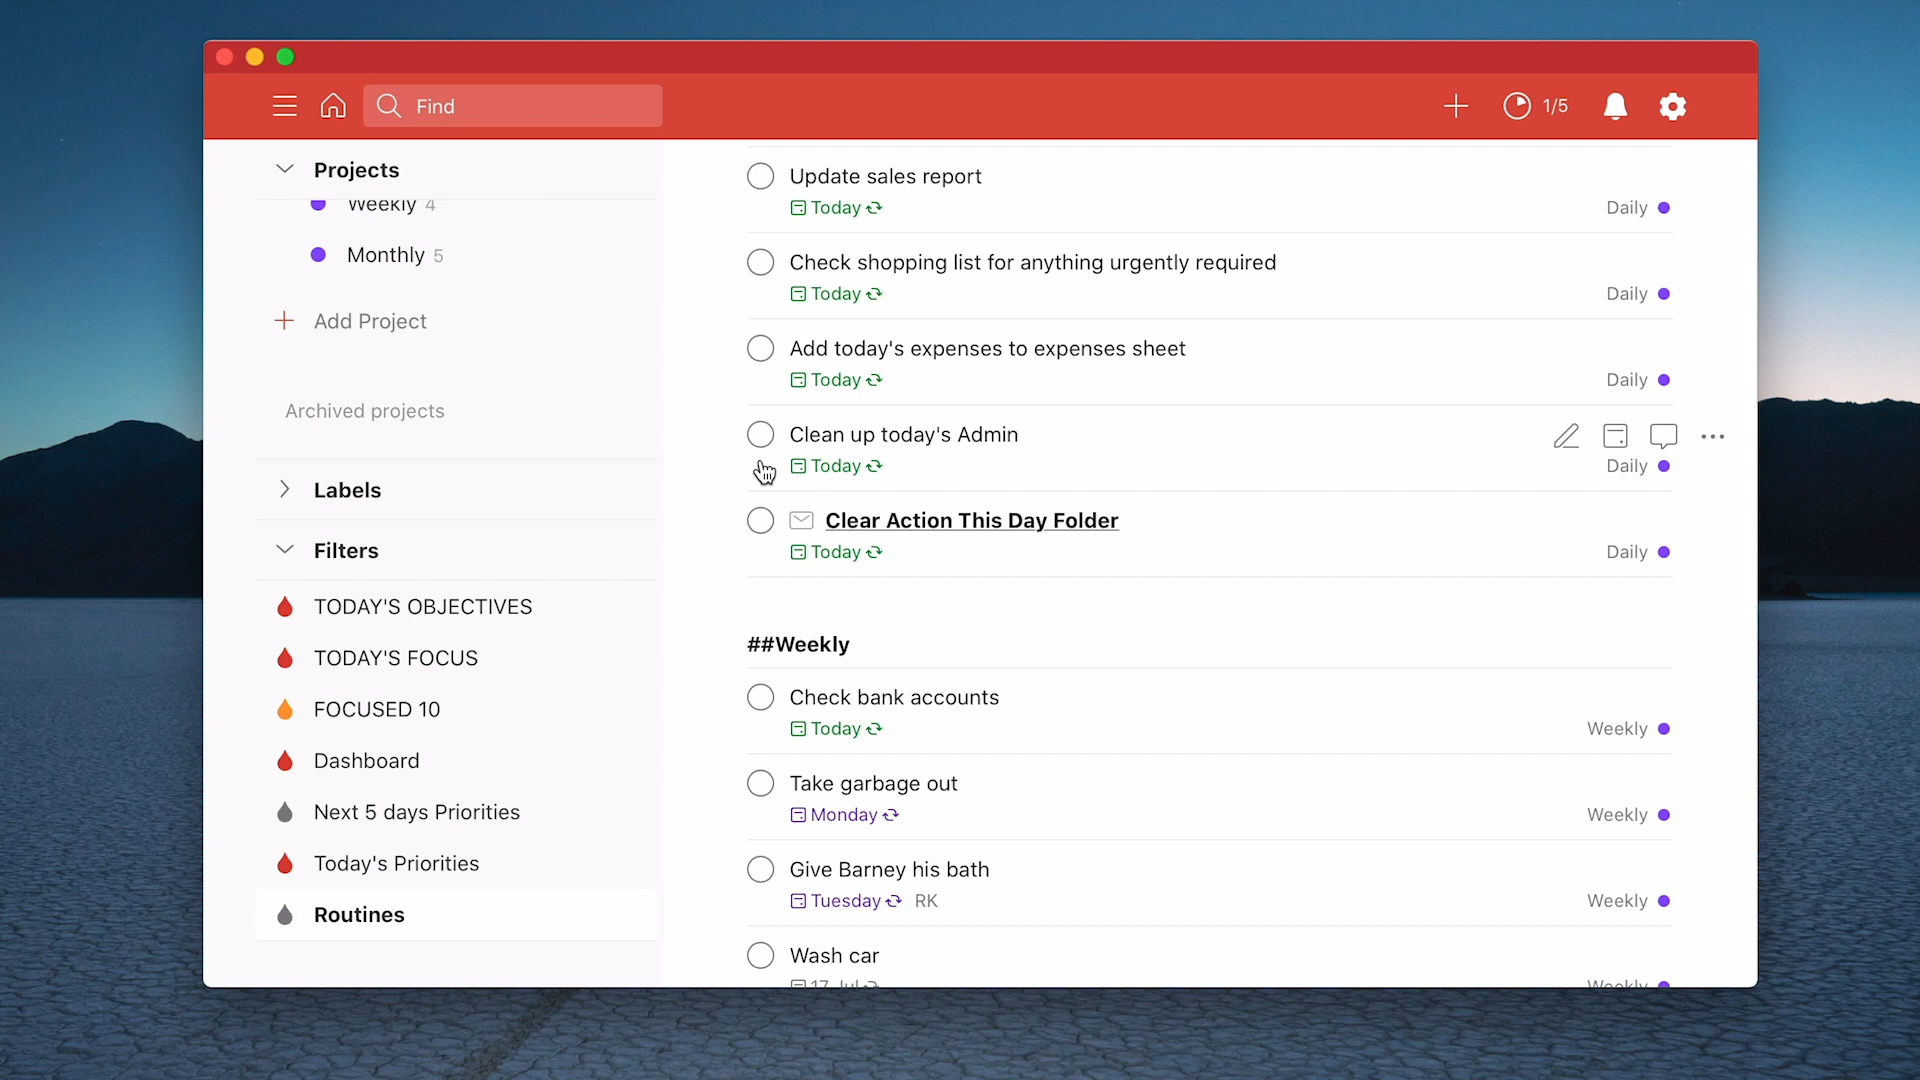 Find
1/5
Projects
Weekly 4
Monthly 5
Add Project
Archived projects
Labels
Filters
TODAY'S OBJECTIVES
TODAY'S FOCUS
FOCUSED 10
Dashboard
Next 5 days Priorities
Today's Priorities
Routines
Update sales report
Today Daily
Check shopping list for anything urgently required
Today Daily
Add today's expenses to expenses sheet
Today Daily
Clean up today's Admin
Today Daily
Clear Action This Day Folder
Today Daily
##Weekly
Check bank accounts
Today Weekly
Take garbage out
Monday Weekly
Give Barney his bath
Tuesday RK Weekly
Wash car
17 Jul Weekly